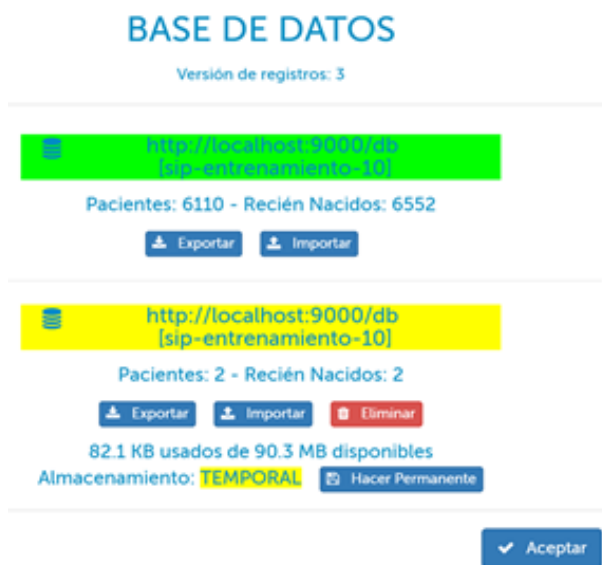 BASE DE DATOS
Versión de registros: 3
http://localhost:9000/db
[sip-entrenamiento-10]
Pacientes: 6110 - Recién Nacidos: 6552
Exportar Importar
http://localhost:9000/db
[sip-entrenamiento-10]
Pacientes: 2 - Recién Nacidos: 2
Exportar Importar Eliminar
82.1 KB usados de 90.3 MB disponibles
Almacenamiento: TEMPORAL Hacer Permanente
Aceptar